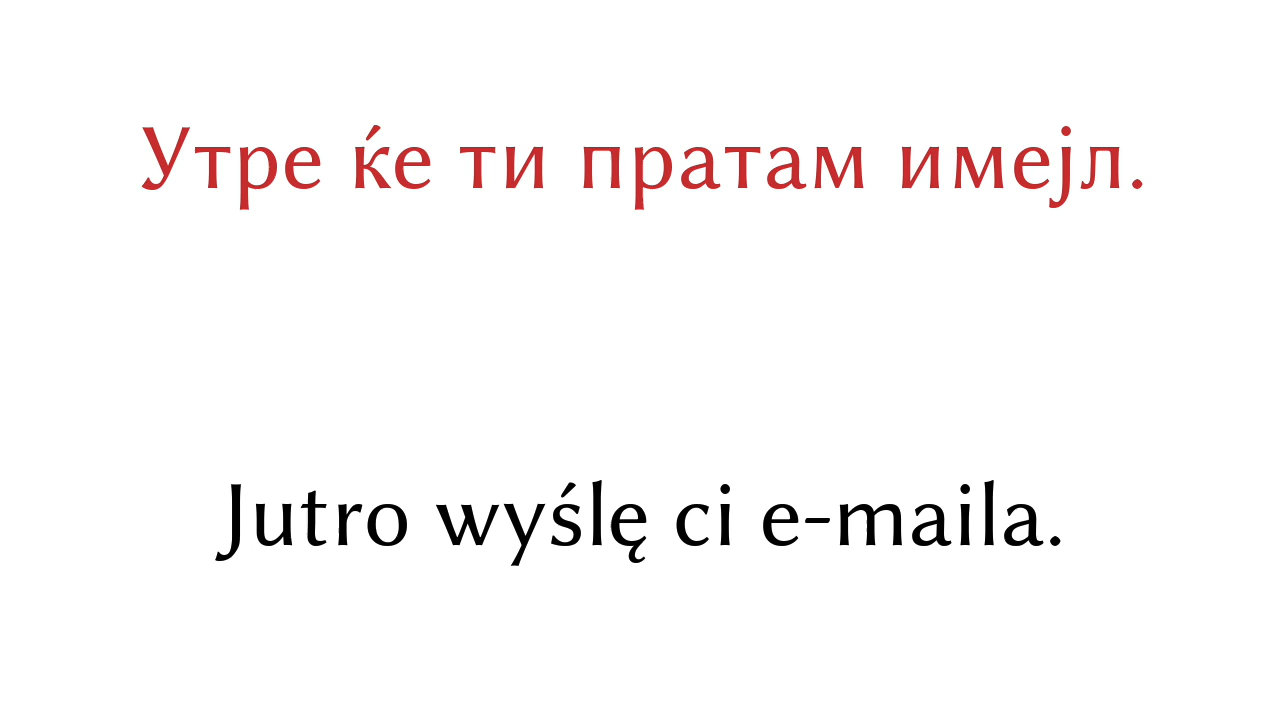 Утре ќе ти пратам имејл.
Jutro wyślę ci e-maila.